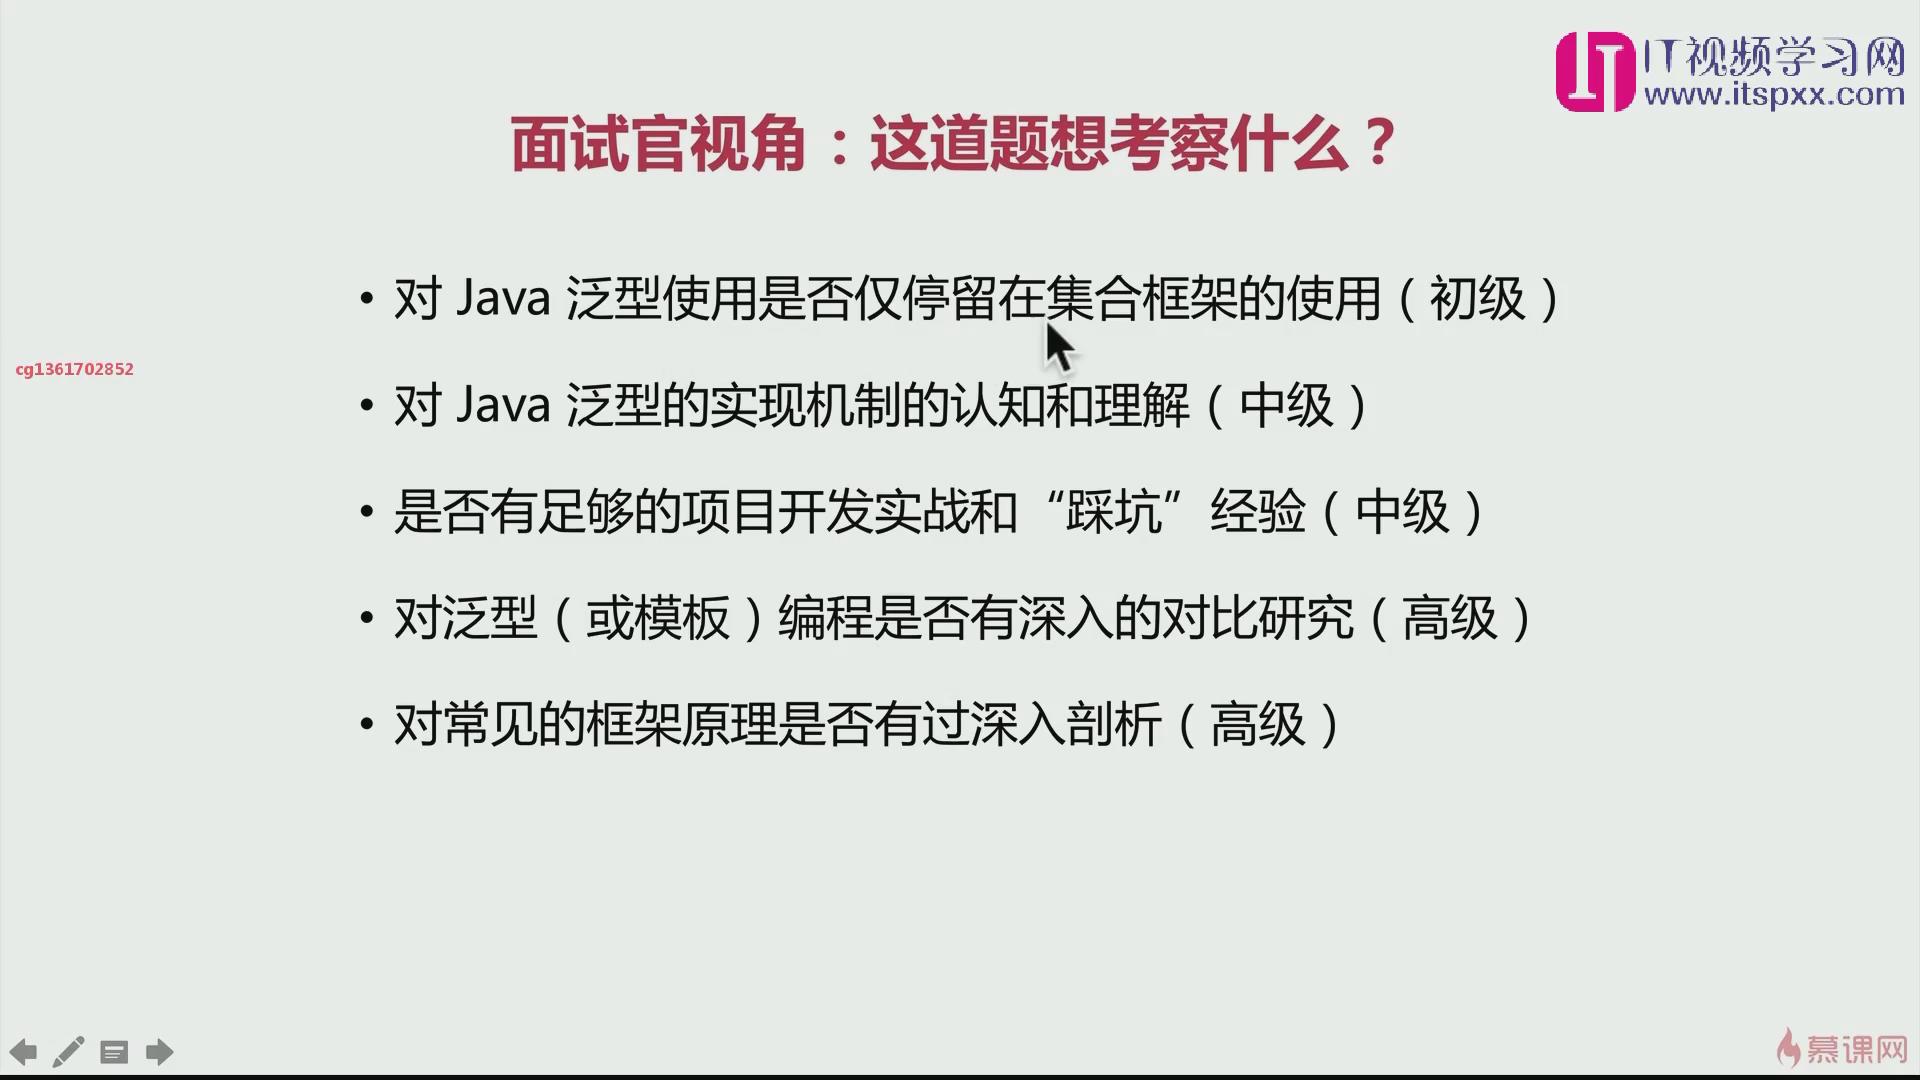 IT视频学习网
www.itspxx.com
面试官视角：这道题想考察什么？
• 对 Java 泛型使用是否仅停留在集合框架的使用（初级）
cg1361702852
• 对 Java 泛型的实现机制的认知和理解（中级）
• 是否有足够的项目开发实战和“踩坑”经验（中级）
• 对泛型（或模板）编程是否有深入的对比研究（高级）
• 对常见的框架原理是否有过深入剖析（高级）
慕课网